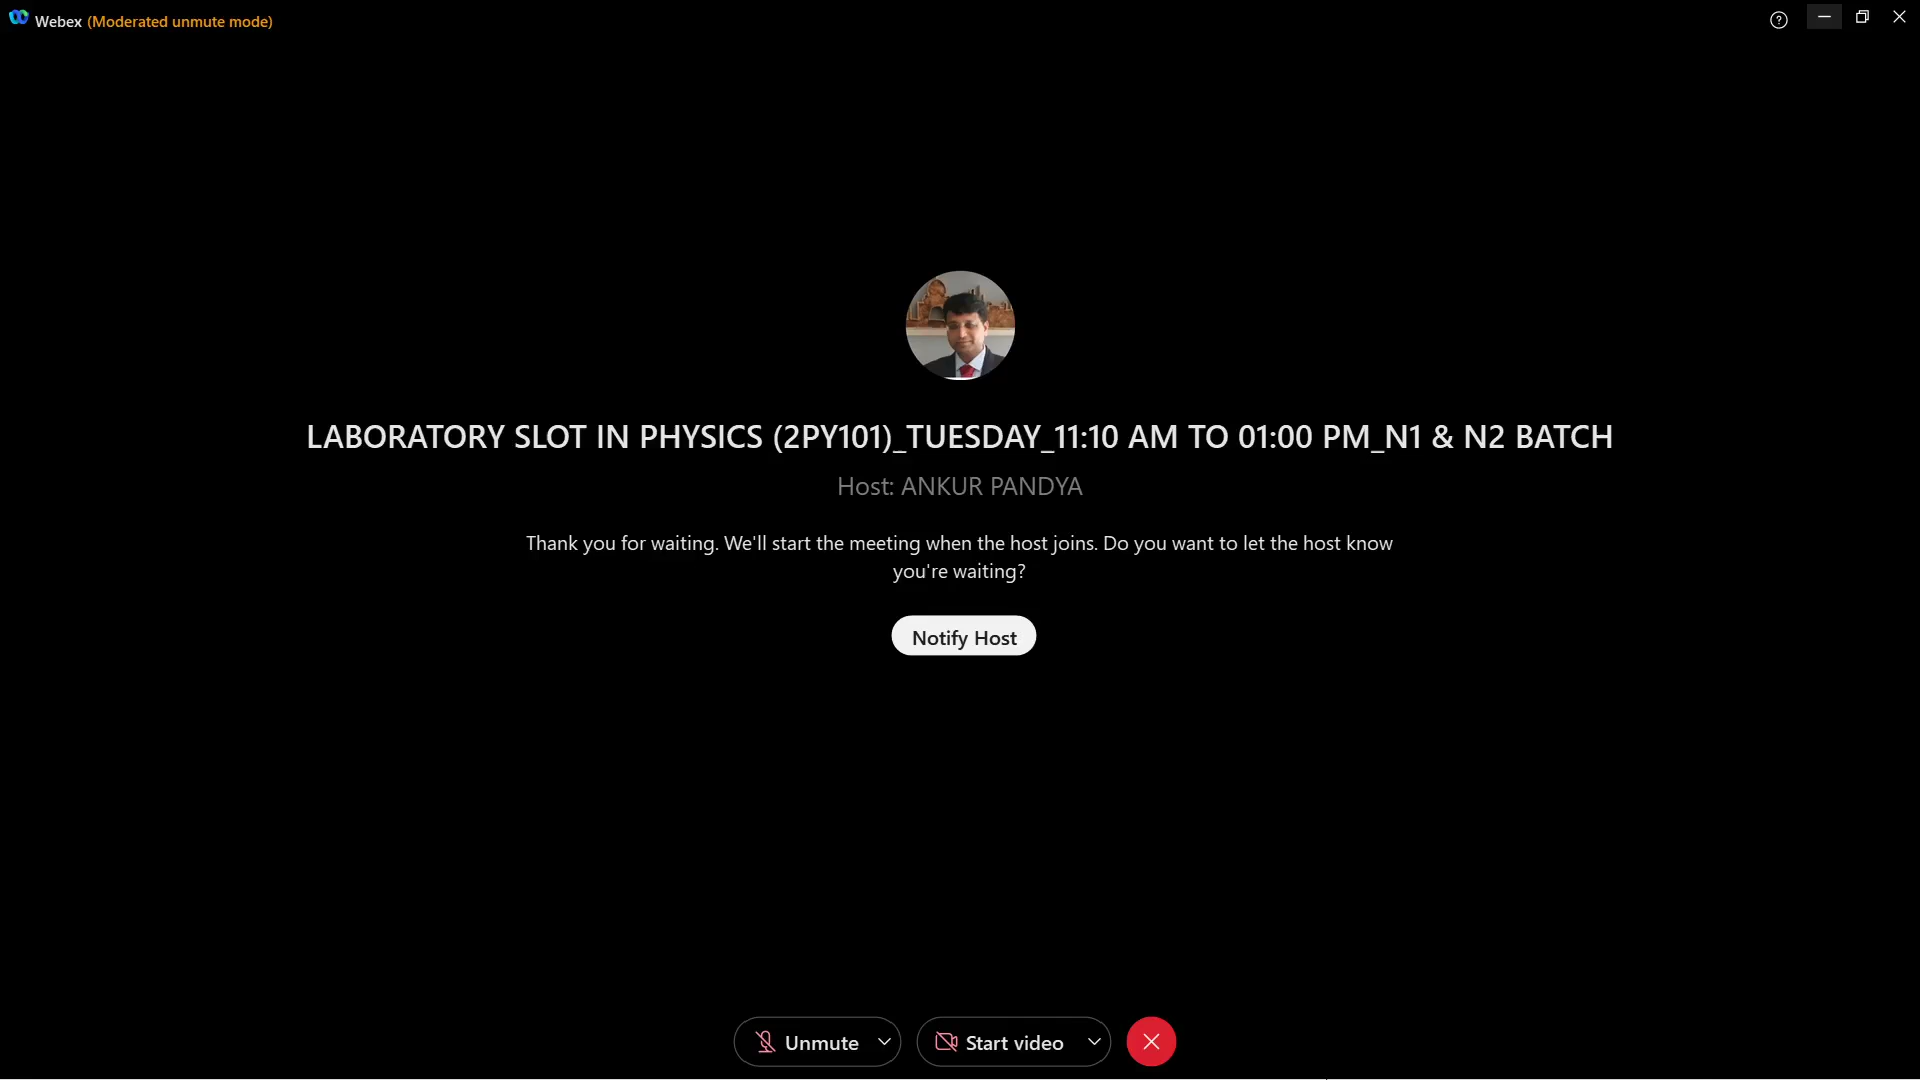 Webex (Moderated unmute mode)
LABORATORY SLOT IN PHYSICS (2PY101)_TUESDAY_11:10 AM TO 01:00 PM_N1 & N2 BATCH
Host: ANKUR PANDYA
Thank you for waiting. We'll start the meeting when the host joins. Do you want to let the host know
you're waiting?
Notify Host
Unmute
Start video